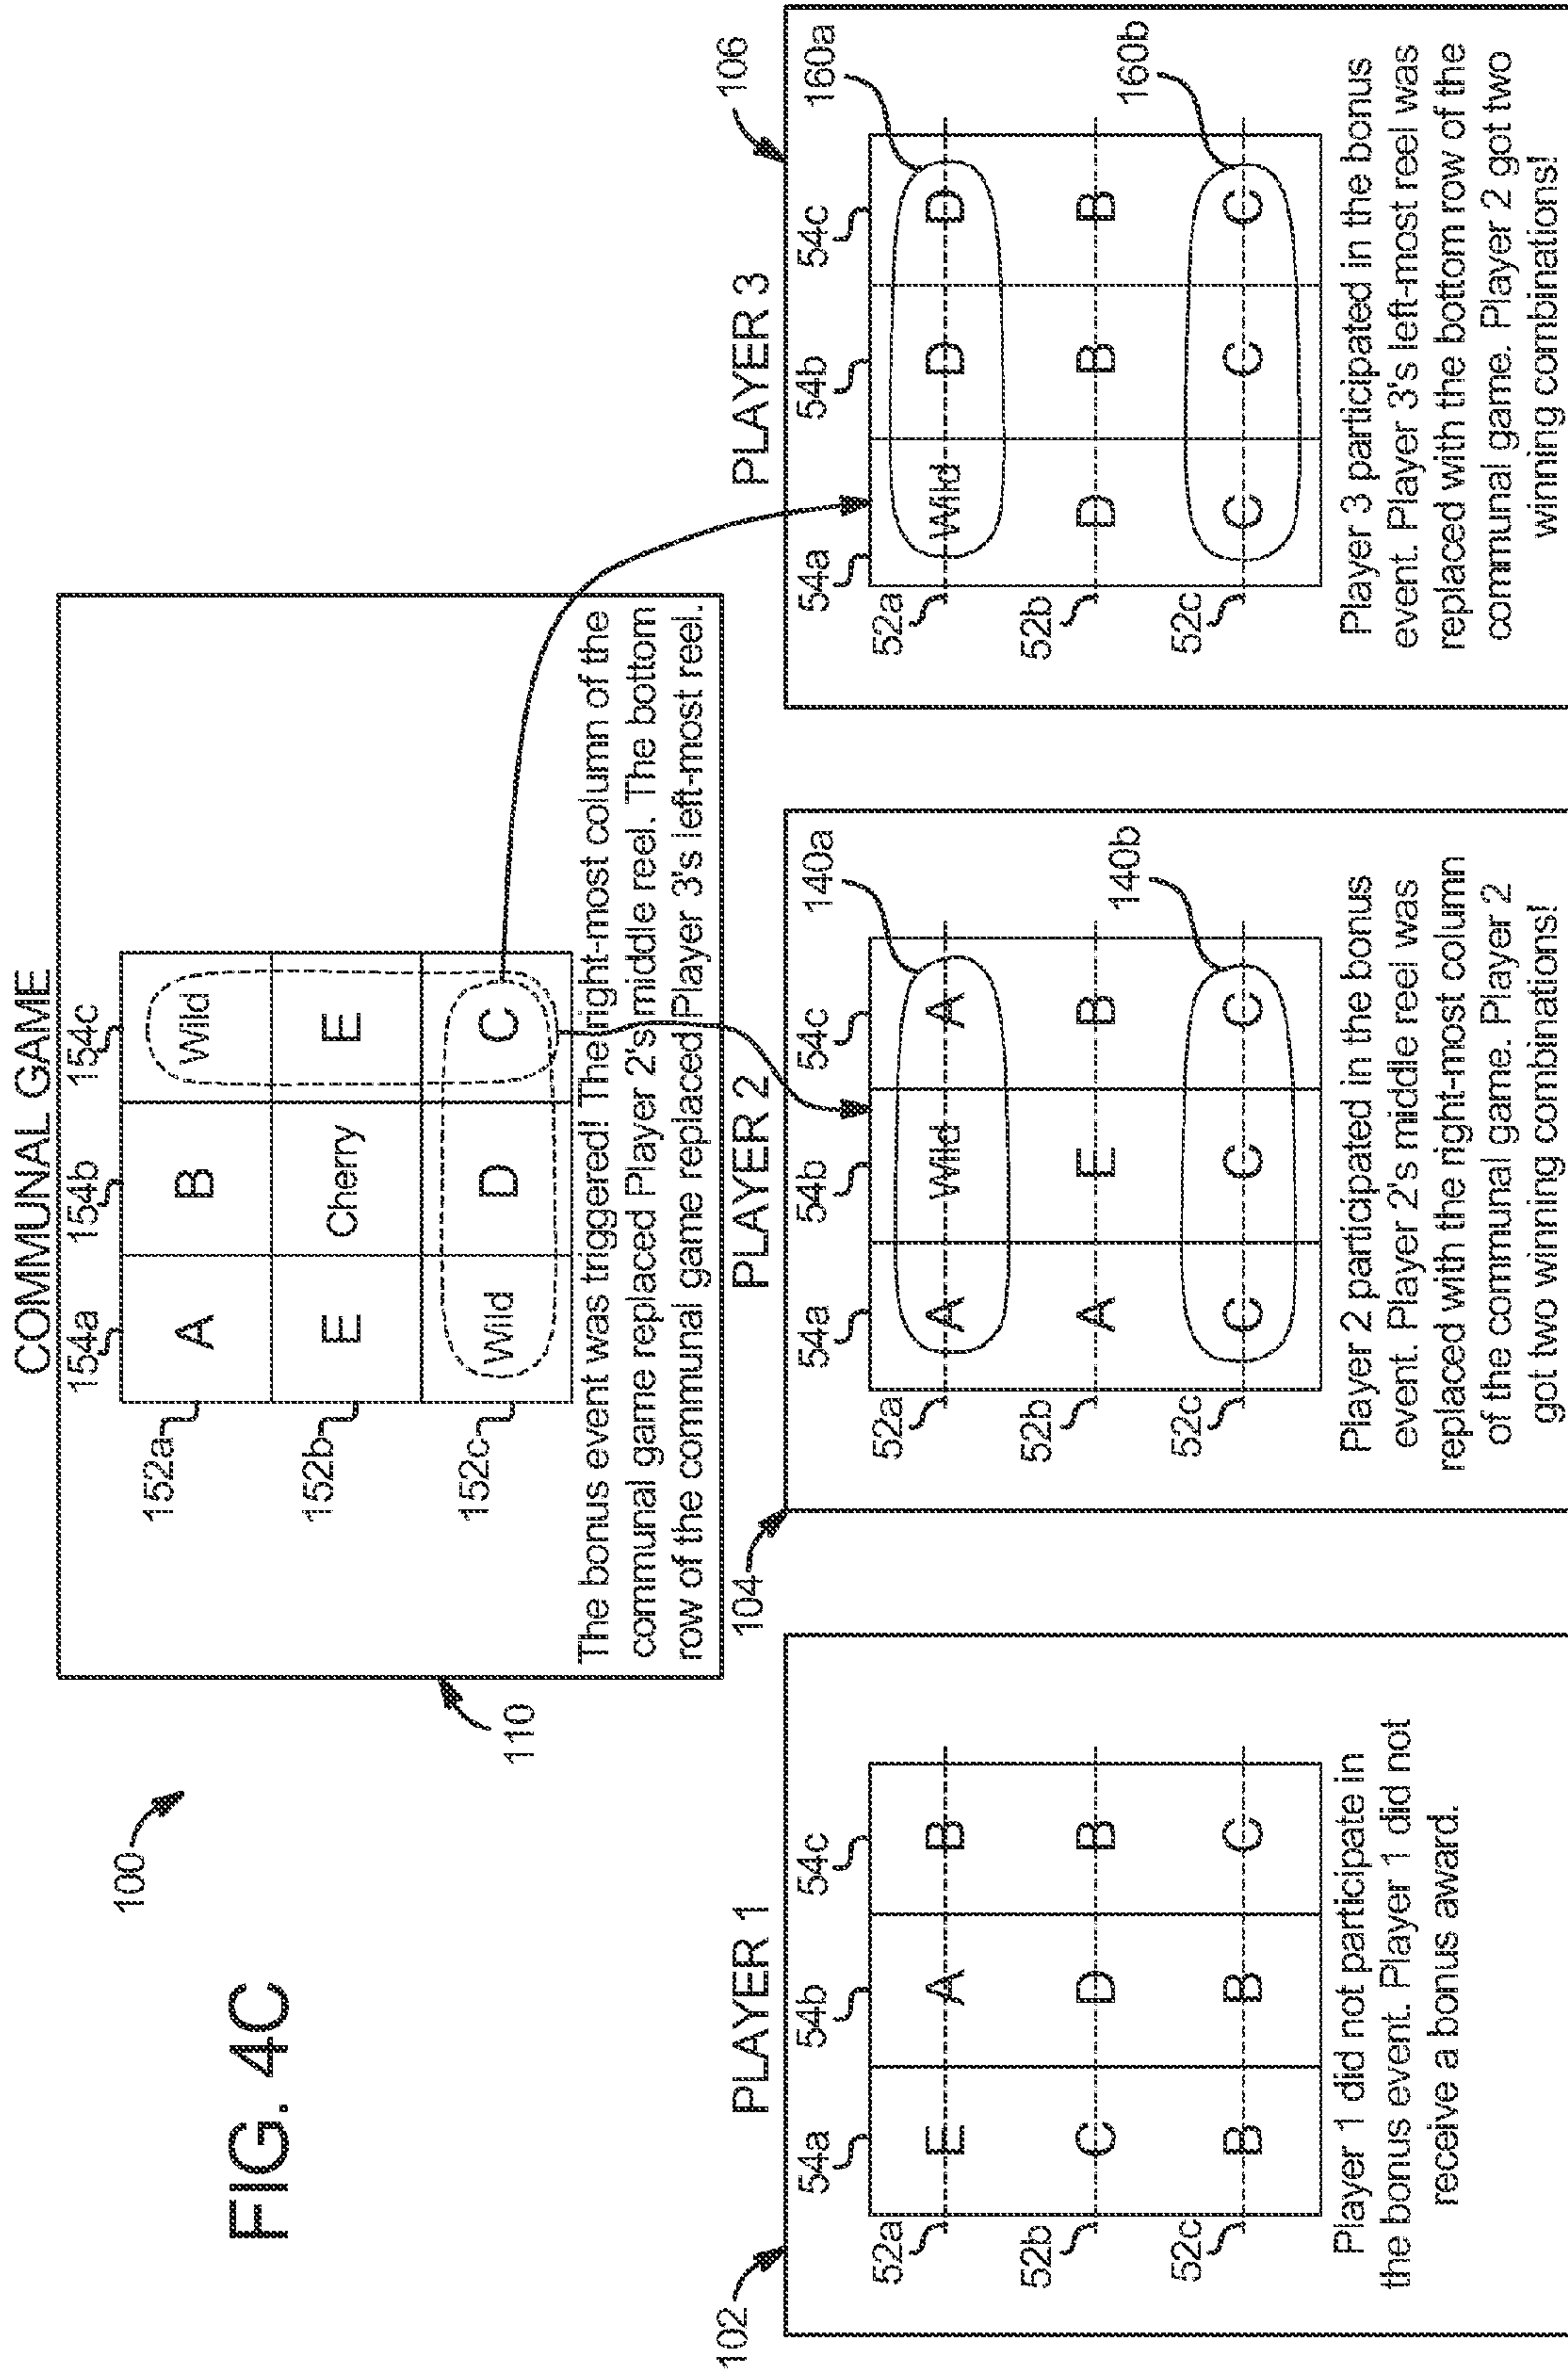 FIG. 4C
100
COMMUNAL GAME
154a 154b 154c
152a A B Wild
152b E Cherry E
152c Wild D C
The bonus event was triggered! The right-most column of the
communal game replaced Player 2's middle reel. The bottom
row of the communal game replaced Player 3's left-most reel.
110
102
PLAYER 1
54a 54b 54c
52a E A B
52b C D B
52c B B C
Player 1 did not participate in
the bonus event. Player 1 did not
receive a bonus award.
104
PLAYER 2
54a 54b 54c
140a
52a A Wild A
52b A E B
140b
52c C C C
Player 2 participated in the bonus
event. Player 2's middle reel was
replaced with the right-most column
of the communal game. Player 2
got two winning combinations!
PLAYER 3
106
54a 54b 54c
160a
52a Wild D D
52b D B B
160b
52c C C C
Player 3 participated in the bonus
event. Player 3's left-most reel was
replaced with the bottom row of the
communal game. Player 2 got two
winning combinations!